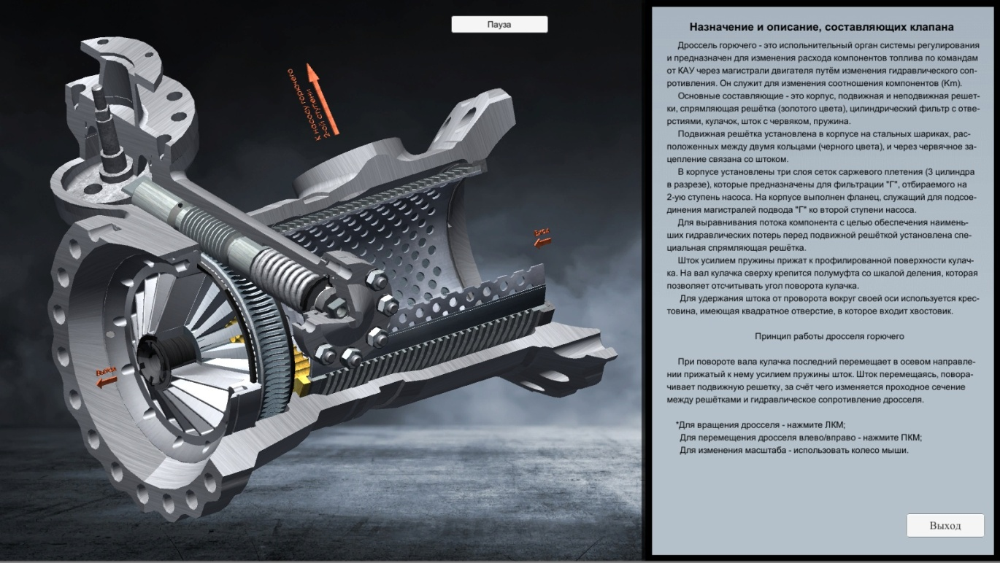 Пауза
К насосу горючего
2-ой ступени
Вход
Выход
Назначение и описание, составляющих клапана
Дроссель горючего - это испольнительный орган системы регулирования
и предназначен для изменения расхода компонентов топлива по командам
от КАУ через магистрали двигателя путём изменения гидравлического соп-
ротивления. Он служит для изменения соотношения компонентов (Km).
Основные составляющие - это корпус, подвижная и неподвижная решет-
ки, спрямляющая решётка (золотого цвета), цилиндрический фильтр с отве-
рстиями, кулачок, шток с червяком, пружина.
Подвижная решётка установлена в корпусе на стальных шариках, рас-
положенных между двумя кольцами (черного цвета), и через червячное за-
цепление связана со штоком.
В корпусе установлены три слоя сеток саржевого плетения (3 цилиндра
в разрезе), которые предназначены для фильтрации "Г", отбираемого на
2-ую ступень насоса. На корпусе выполнен фланец, служащий для подсое-
динения магистралей подвода "Г" ко второй ступени насоса.
Для выравнивания потока компонента с целью обеспечения наимень-
ших гидравлических потерь перед подвижной решёткой установлена спе-
циальная спрямляющая решётка.
Шток усилием пружины прижат к профилированной поверхности кулач-
ка. На вал кулачка сверху крепится полумуфта со шкалой деления, которая
позволяет отсчитывать угол поворота кулачка.
Для удержания штока от проворота вокруг своей оси используется крес-
товина, имеющая квадратное отверстие, в которое входит хвостовик.
Принцип работы дросселя горючего
При повороте вала кулачка последний перемещает в осевом направле-
нии прижатый к нему усилием пружины шток. Шток перемещаясь, повора-
чивает подвижную решетку, за счёт чего изменяется проходное сечение
между решётками и гидравлическое сопротивление дросселя.
*Для вращения дросселя - нажмите ЛКМ;
Для перемещения дросселя влево/вправо - нажмите ПКМ;
Для изменения масштаба - использовать колесо мыши.
Выход